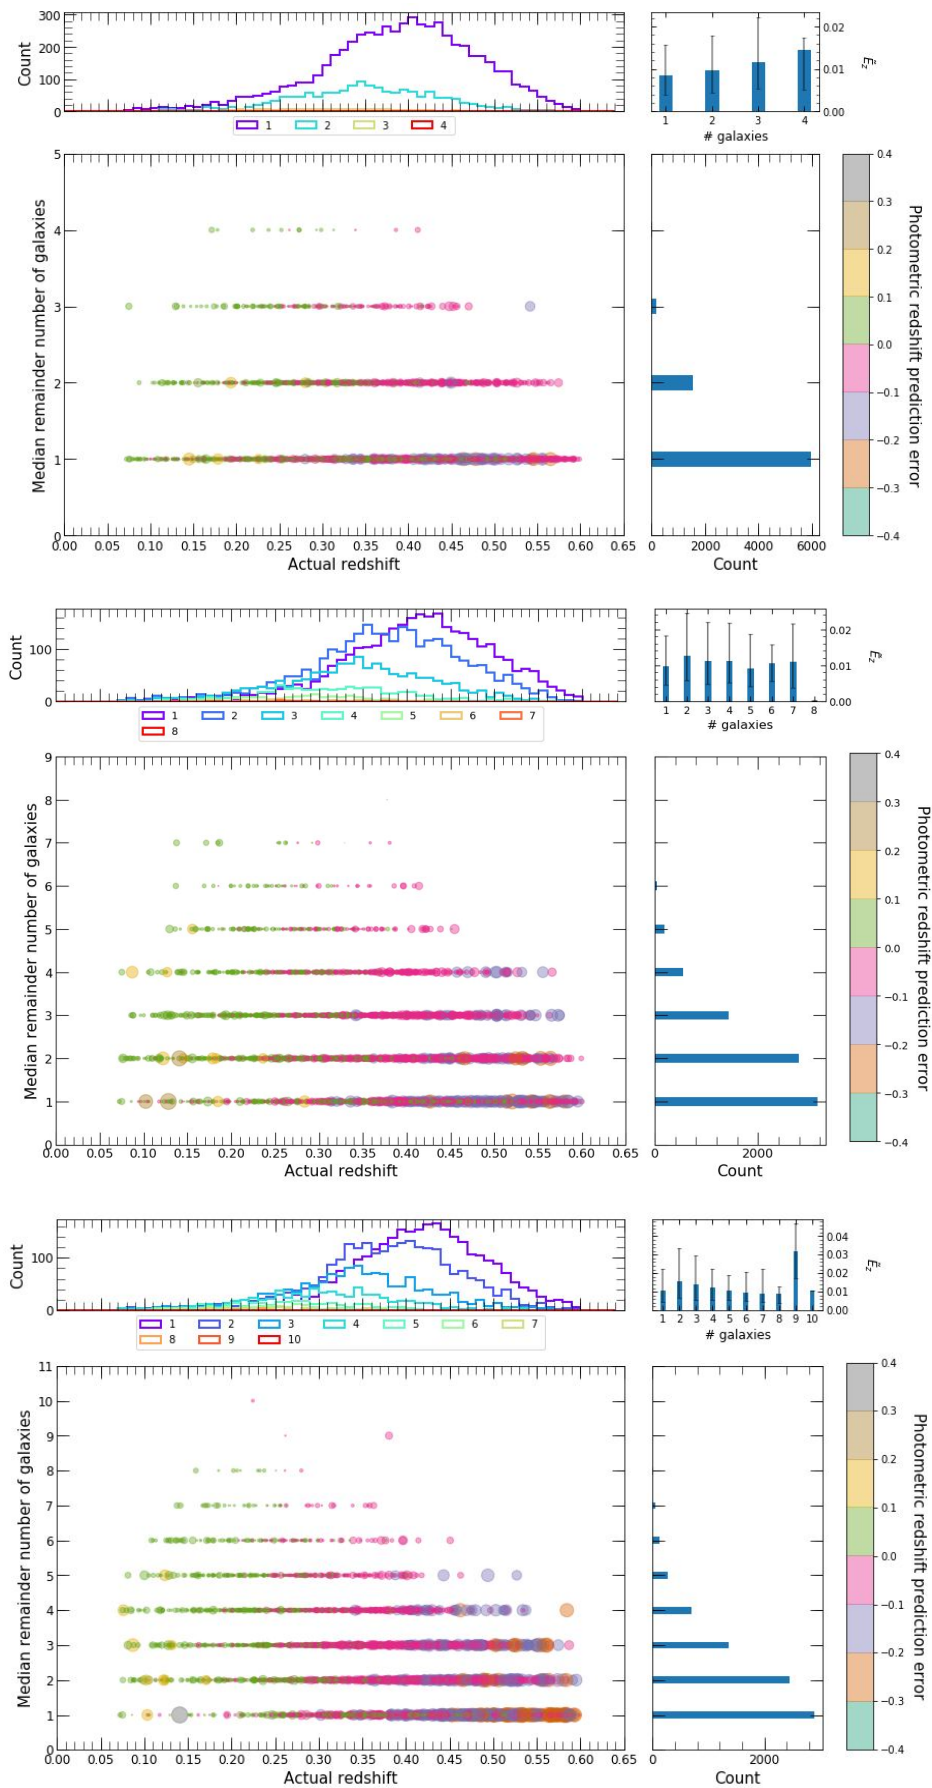 300
200
100
0
Count
1 2 3 4
0.02
0.01
0.00
Ẽz
1 2 3 4
# galaxies
5
4
3
2
1
0
Median remainder number of galaxies
0.00 0.05 0.10 0.15 0.20 0.25 0.30 0.35 0.40 0.45 0.50 0.55 0.60 0.65
Actual redshift
0 2000 4000 6000
Count
0.4
0.3
0.2
0.1
0.0
−0.1
−0.2
−0.3
−0.4
Photometric redshift prediction error
100
0
Count
1 2 3 4 5 6 7
8
0.02
0.01
0.00
Ẽz
1 2 3 4 5 6 7 8
# galaxies
9
8
7
6
5
4
3
2
1
0
Median remainder number of galaxies
0.00 0.05 0.10 0.15 0.20 0.25 0.30 0.35 0.40 0.45 0.50 0.55 0.60 0.65
Actual redshift
0 2000
Count
0.4
0.3
0.2
0.1
0.0
−0.1
−0.2
−0.3
−0.4
Photometric redshift prediction error
100
0
Count
1 2 3 4 5 6 7
8 9 10
0.04
0.03
0.02
0.01
0.00
Ẽz
1 2 3 4 5 6 7 8 9 10
# galaxies
11
10
9
8
7
6
5
4
3
2
1
0
Median remainder number of galaxies
0.00 0.05 0.10 0.15 0.20 0.25 0.30 0.35 0.40 0.45 0.50 0.55 0.60 0.65
Actual redshift
0 2000
Count
0.4
0.3
0.2
0.1
0.0
−0.1
−0.2
−0.3
−0.4
Photometric redshift prediction error